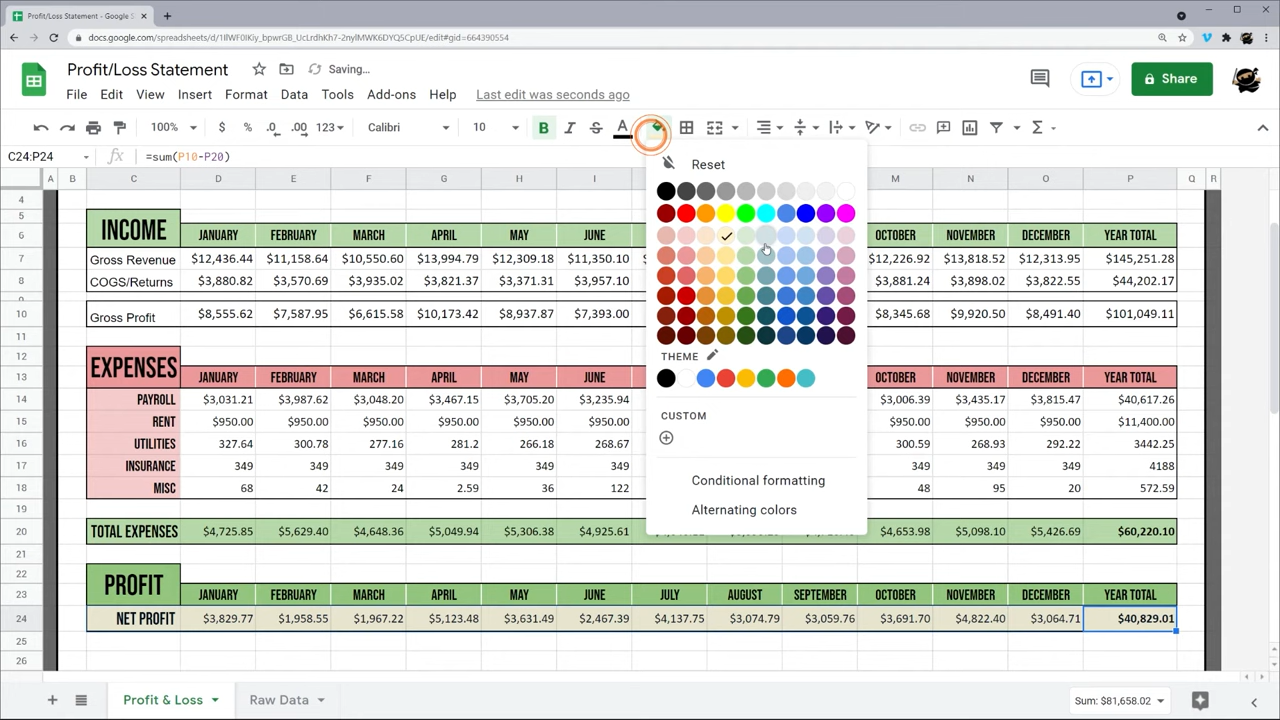 Profit/Loss Statement - Google S
docs.google.com/spreadsheets/d/1IlWF0IKiy_bpwrGB_UcLrdhKh7-2nylMWK6DYQ5CpUE/edit#gid=664390554
Profit/Loss Statement Saving...
File Edit View Insert Format Data Tools Add-ons Help Last edit was seconds ago
Share
100% $ % .0 .00 123 Calibri 10 B I S A
C24:P24 fx =sum(P10-P20)
A B C D E F G H I M N O P Q R
Reset
4
5
6 INCOME JANUARY FEBRUARY MARCH APRIL MAY JUNE OCTOBER NOVEMBER DECEMBER YEAR TOTAL
7 Gross Revenue $12,436.44 $11,158.64 $10,550.60 $13,994.79 $12,309.18 $11,350.10 $12,226.92 $13,818.52 $12,313.95 $145,251.28
8 COGS/Returns $3,880.82 $3,570.69 $3,935.02 $3,821.37 $3,371.31 $3,957.10 $3,881.24 $3,898.02 $3,822.55 $44,202.17
9
10 Gross Profit $8,555.62 $7,587.95 $6,615.58 $10,173.42 $8,937.87 $7,393.00 $8,345.68 $9,920.50 $8,491.40 $101,049.11
11
12
THEME
13 EXPENSES JANUARY FEBRUARY MARCH APRIL MAY JUNE OCTOBER NOVEMBER DECEMBER YEAR TOTAL
14 PAYROLL $3,031.21 $3,987.62 $3,048.20 $3,467.15 $3,705.20 $3,235.94 $3,006.39 $3,435.17 $3,815.47 $40,617.26
CUSTOM
15 RENT $950.00 $950.00 $950.00 $950.00 $950.00 $950.00 $950.00 $950.00 $950.00 $11,400.00
16 UTILITIES 327.64 300.78 277.16 281.2 266.18 268.67 300.59 268.93 292.22 3442.25
17 INSURANCE 349 349 349 349 349 349 349 349 349 4188
Conditional formatting
18 MISC 68 42 24 2.59 36 122 48 95 20 572.59
Alternating colors
19
20 TOTAL EXPENSES $4,725.85 $5,629.40 $4,648.36 $5,049.94 $5,306.38 $4,925.61 $4,653.98 $5,098.10 $5,426.69 $60,220.10
21
22
23 PROFIT JANUARY FEBRUARY MARCH APRIL MAY JUNE JULY AUGUST SEPTEMBER OCTOBER NOVEMBER DECEMBER YEAR TOTAL
24 NET PROFIT $3,829.77 $1,958.55 $1,967.22 $5,123.48 $3,631.49 $2,467.39 $4,137.75 $3,074.79 $3,059.76 $3,691.70 $4,822.40 $3,064.71 $40,829.01
25
26
Profit & Loss Raw Data Sum: $81,658.02